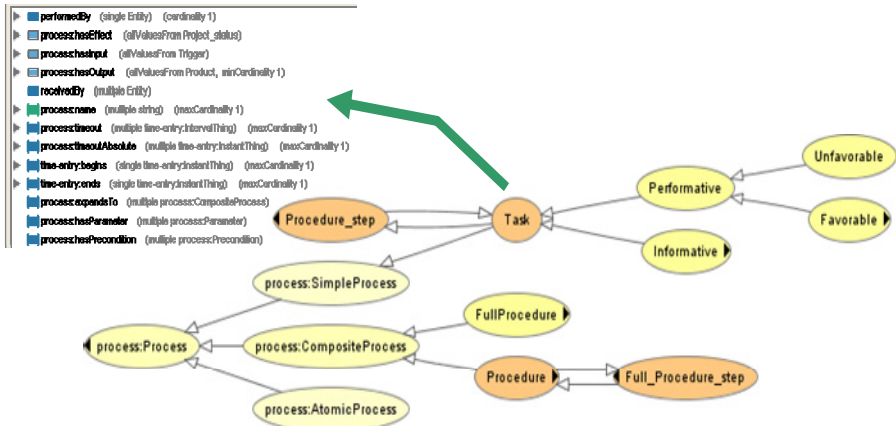 performedBy (single Entity) (cardinality 1)
process:hasEffect (allValuesFrom Project_status)
process:hasInput (allValuesFrom Trigger)
process:hasOutput (allValuesFrom Product, minCardinality 1)
receivedBy (multiple Entity)
process:name (multiple string) (maxCardinality 1)
process:timeout (multiple time-entry:IntervalThing) (maxCardinality 1)
process:timeoutAbsolute (multiple time-entry:InstantThing) (maxCardinality 1)
time-entry:begins (single time-entry:InstantThing) (maxCardinality 1)
time-entry:ends (single time-entry:InstantThing) (maxCardinality 1)
process:expandsTo (multiple process:CompositeProcess)
process:hasParameter (multiple process:Parameter)
process:hasPrecondition (multiple process:Precondition)
Unfavorable
Performative
Procedure_step
Task
Favorable
Informative
process:SimpleProcess
FullProcedure
process:Process
process:CompositeProcess
Procedure
Full_Procedure_step
process:AtomicProcess